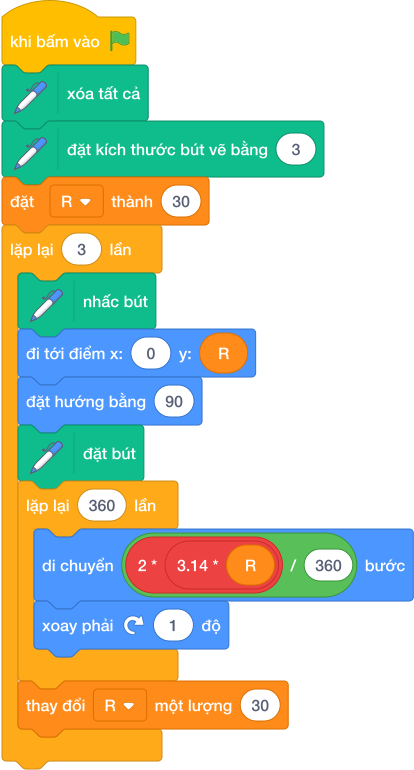 khi bấm vào
xóa tất cả
đặt kích thước bút vẽ bằng 3
đặt R thành 30
lặp lại 3 lần
nhấc bút
đi tới điểm x: 0 y: R
đặt hướng bằng 90
đặt bút
lặp lại 360 lần
di chuyển 2 * 3.14 * R / 360 bước
xoay phải 1 độ
thay đổi R một lượng 30